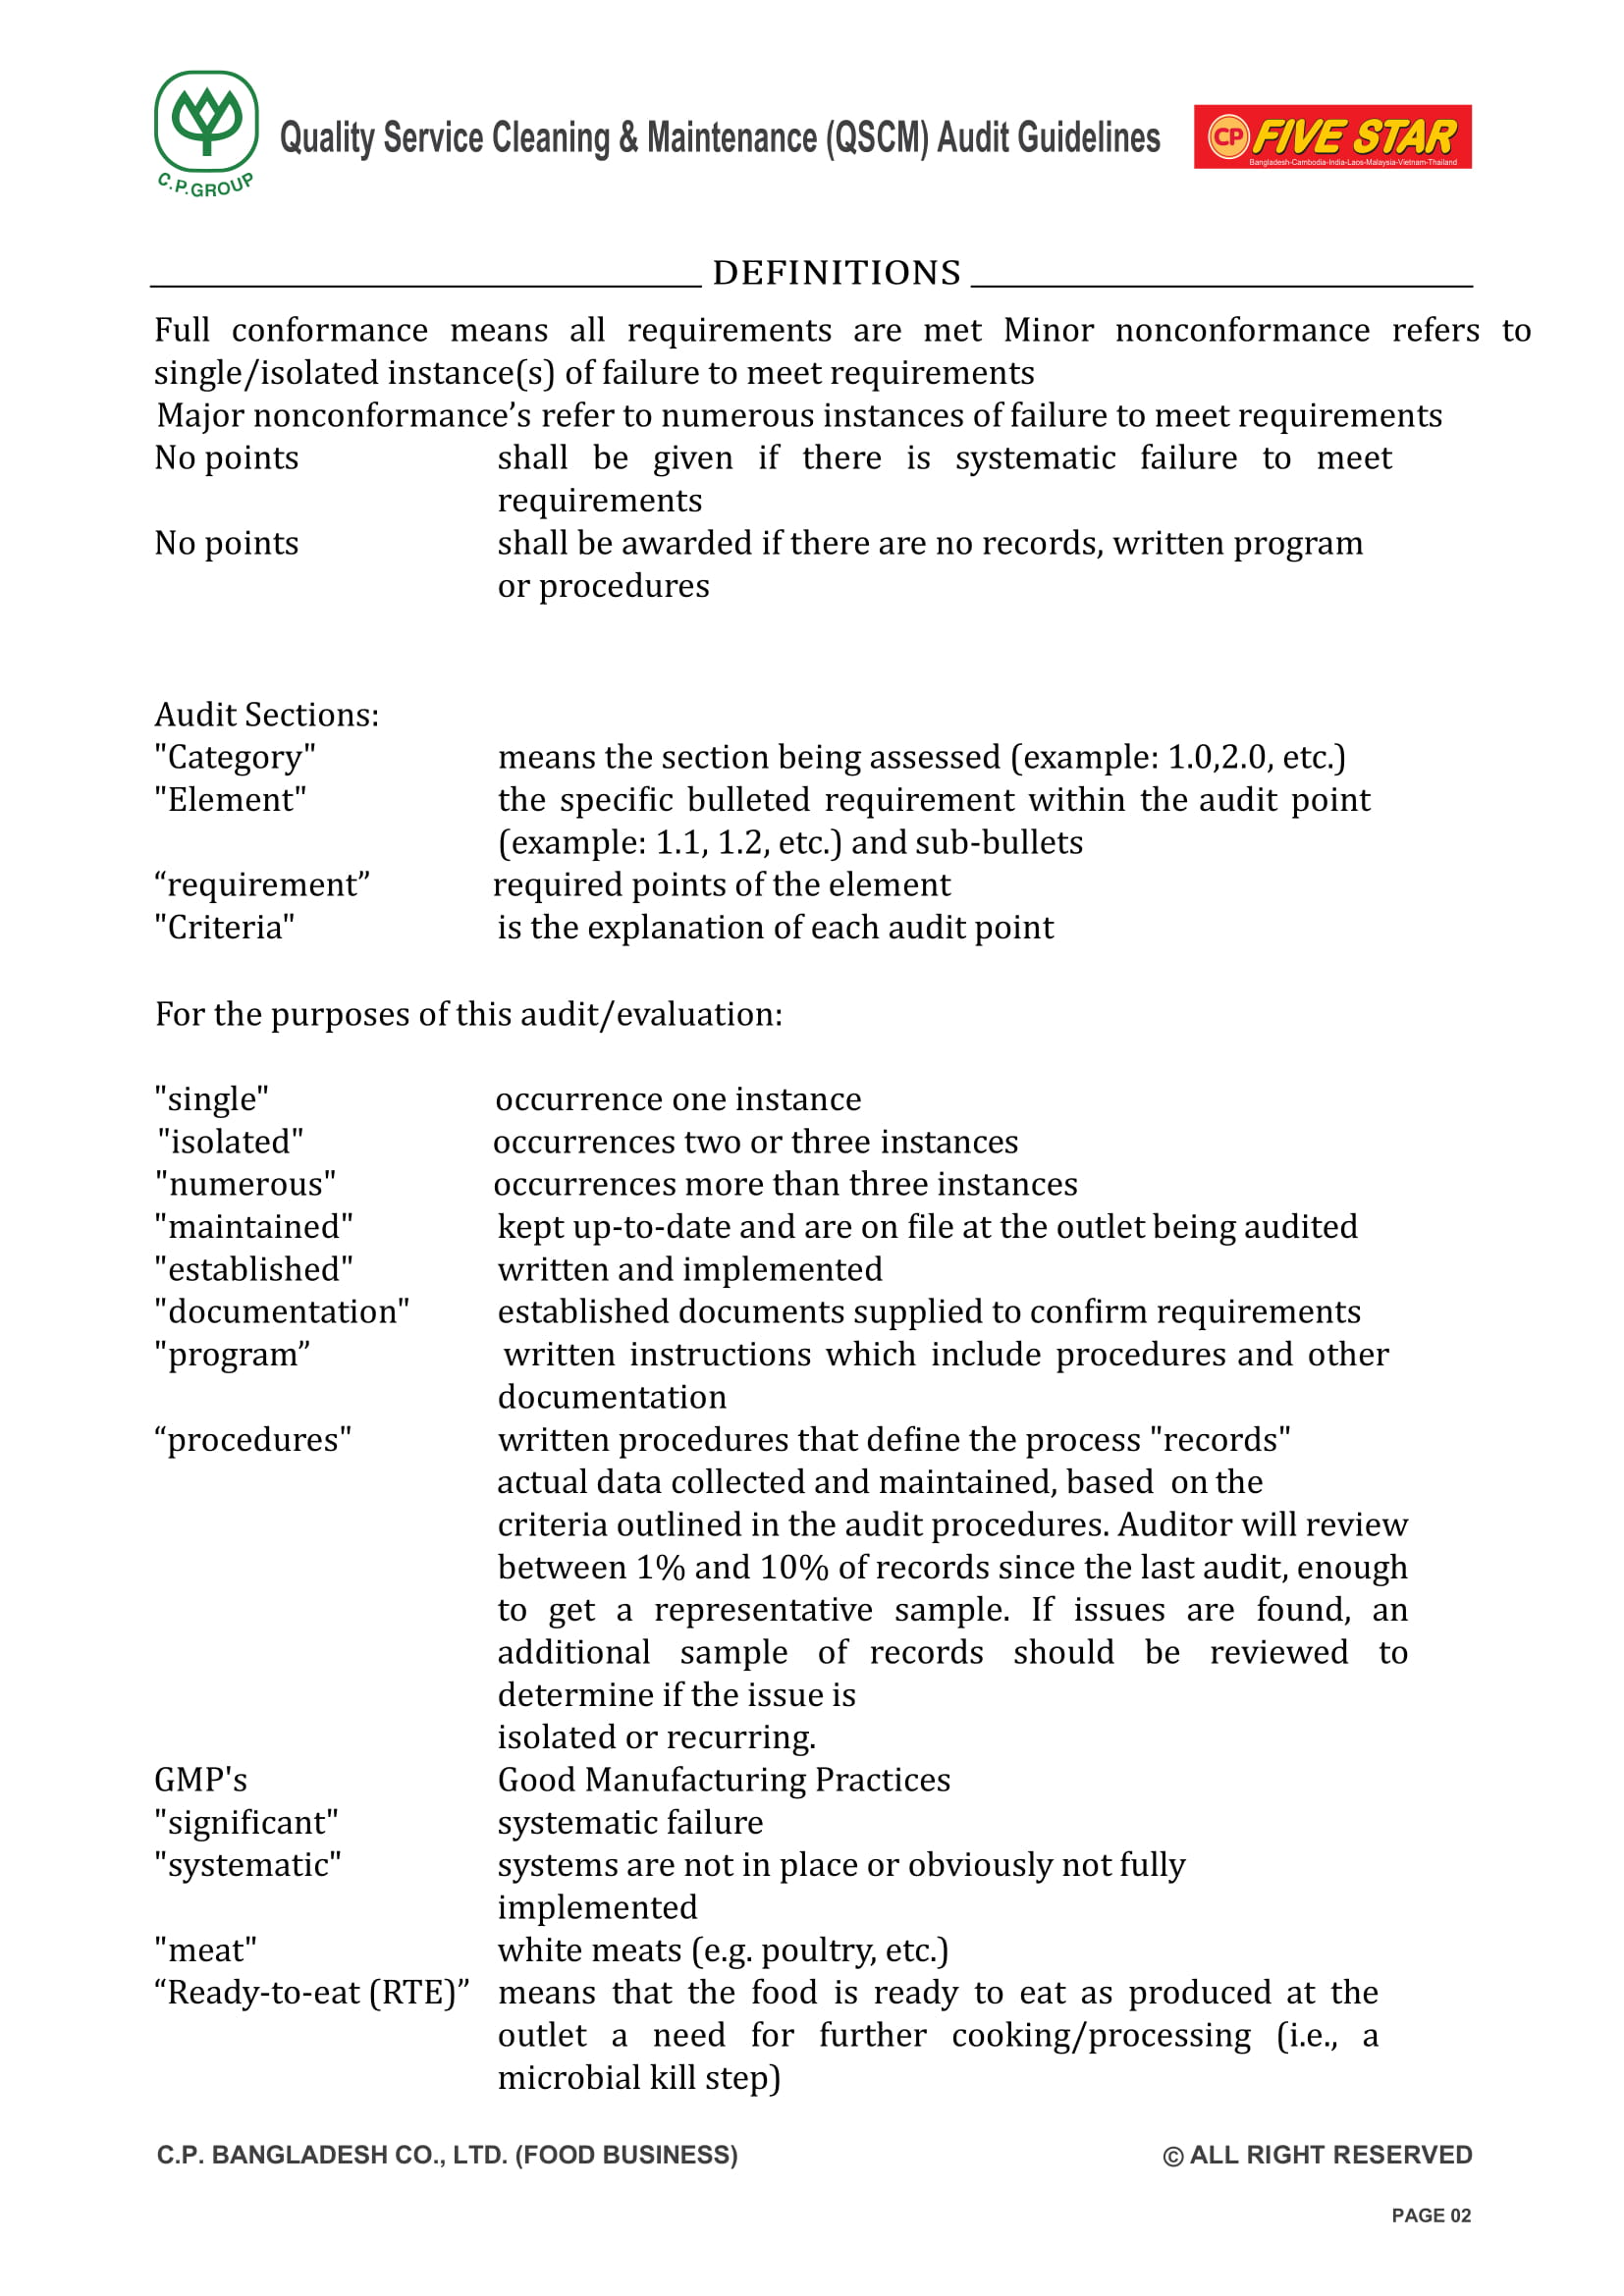 C.P.GROUP
Quality Service Cleaning & Maintenance (QSCM) Audit Guidelines
CP FIVE STAR
Bangladesh-Cambodia-India-Laos-Malaysia-Vietnam-Thailand
DEFINITIONS
Full conformance means all requirements are met Minor nonconformance refers to
single/isolated instance(s) of failure to meet requirements
Major nonconformance’s refer to numerous instances of failure to meet requirements
No points shall be given if there is systematic failure to meet
requirements
No points shall be awarded if there are no records, written program
or procedures
Audit Sections:
"Category" means the section being assessed (example: 1.0,2.0, etc.)
"Element" the specific bulleted requirement within the audit point
(example: 1.1, 1.2, etc.) and sub-bullets
“requirement” required points of the element
"Criteria" is the explanation of each audit point
For the purposes of this audit/evaluation:
"single" occurrence one instance
"isolated" occurrences two or three instances
"numerous" occurrences more than three instances
"maintained" kept up-to-date and are on file at the outlet being audited
"established" written and implemented
"documentation" established documents supplied to confirm requirements
"program” written instructions which include procedures and other
documentation
“procedures" written procedures that define the process "records"
actual data collected and maintained, based on the
criteria outlined in the audit procedures. Auditor will review
between 1% and 10% of records since the last audit, enough
to get a representative sample. If issues are found, an
additional sample of records should be reviewed to
determine if the issue is
isolated or recurring.
GMP's Good Manufacturing Practices
"significant" systematic failure
"systematic" systems are not in place or obviously not fully
implemented
"meat" white meats (e.g. poultry, etc.)
“Ready-to-eat (RTE)” means that the food is ready to eat as produced at the
outlet a need for further cooking/processing (i.e., a
microbial kill step)
C.P. BANGLADESH CO., LTD. (FOOD BUSINESS) © ALL RIGHT RESERVED
PAGE 02